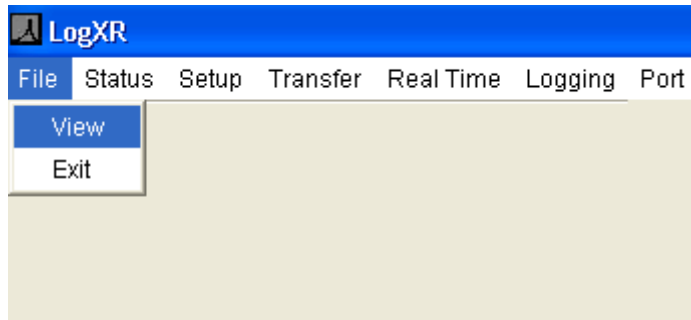 LogXR
File Status Setup Transfer Real Time Logging Port
View
Exit